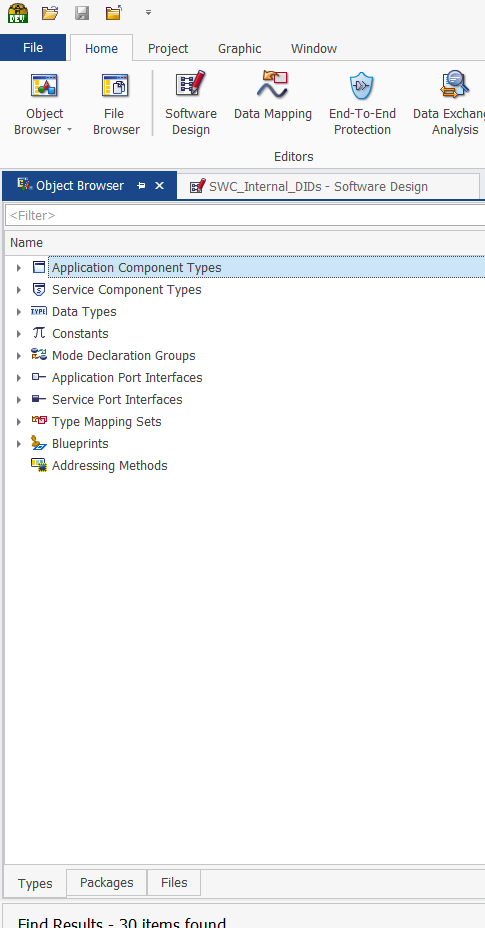 File Home Project Graphic Window
Object Browser
File Browser
Software Design
Data Mapping
End-To-End Protection
Analysis
Editors
Object Browser
SWC_Internal_DIDs - Software Design
<Filter>
Name
Application Component Types
Service Component Types
TYPE Data Types
Constants
Mode Declaration Groups
Application Port Interfaces
Service Port Interfaces
Type Mapping Sets
Blueprints
Addressing Methods
Types Packages Files
Find Results - 30 items found